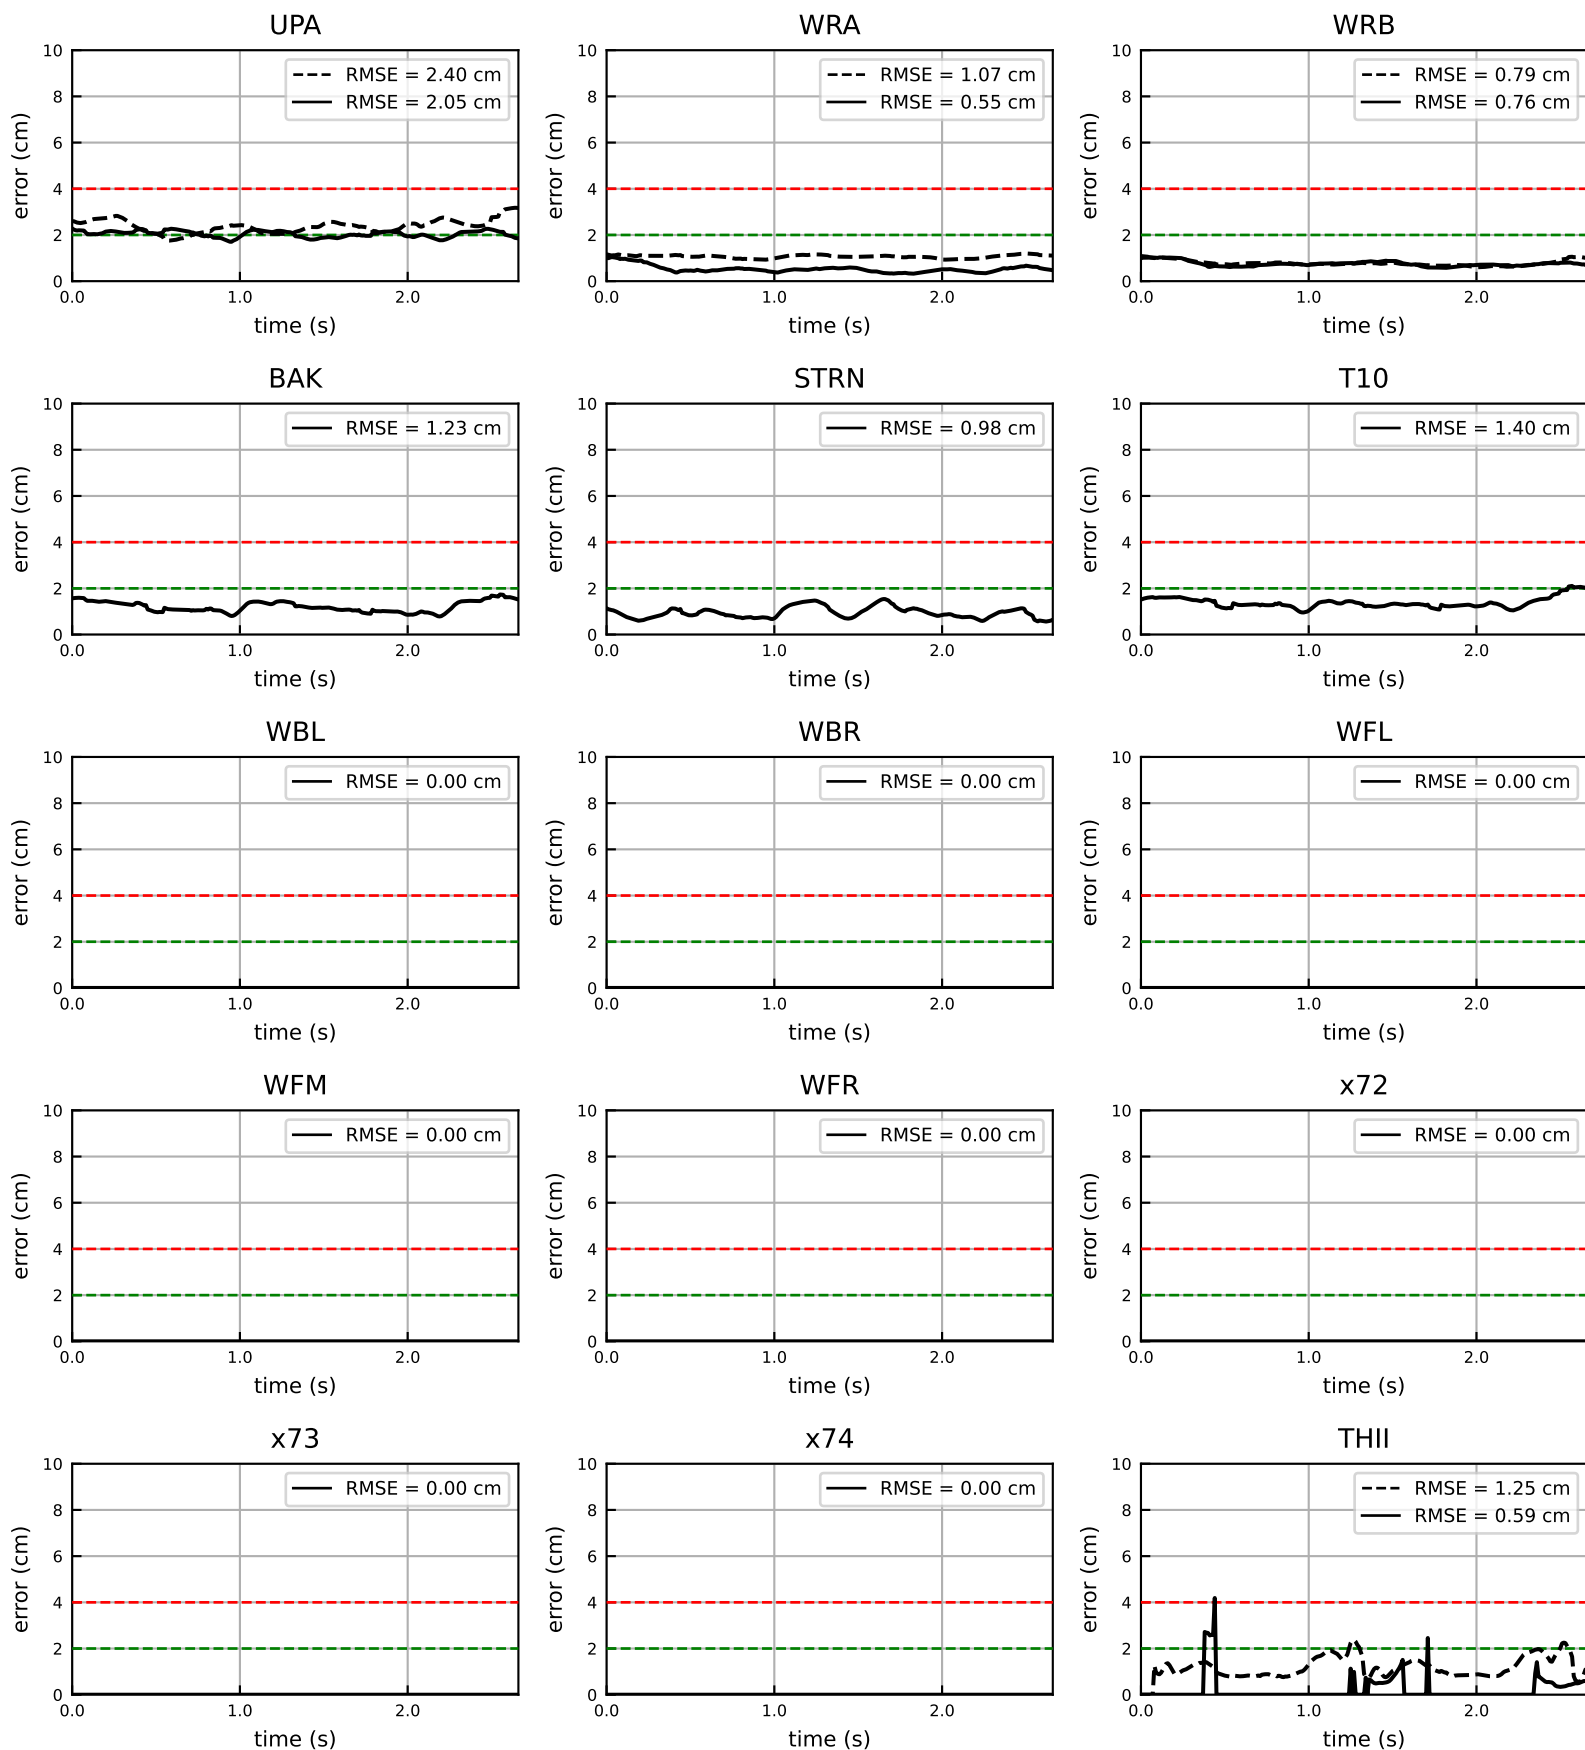 UPA
WRA
WRB
10
8
6
4
2
0
0.0
1.0
2.0
error (cm)
time (s)
RMSE = 2.40 cm
RMSE = 2.05 cm
10
8
6
4
2
0
0.0
1.0
2.0
error (cm)
time (s)
RMSE = 1.07 cm
RMSE = 0.55 cm
10
8
6
4
2
0
0.0
1.0
2.0
error (cm)
time (s)
RMSE = 0.79 cm
RMSE = 0.76 cm
BAK
STRN
T10
10
8
6
4
2
0
0.0
1.0
2.0
error (cm)
time (s)
RMSE = 1.23 cm
10
8
6
4
2
0
0.0
1.0
2.0
error (cm)
time (s)
RMSE = 0.98 cm
10
8
6
4
2
0
0.0
1.0
2.0
error (cm)
time (s)
RMSE = 1.40 cm
WBL
WBR
WFL
10
8
6
4
2
0
0.0
1.0
2.0
error (cm)
time (s)
RMSE = 0.00 cm
10
8
6
4
2
0
0.0
1.0
2.0
error (cm)
time (s)
RMSE = 0.00 cm
10
8
6
4
2
0
0.0
1.0
2.0
error (cm)
time (s)
RMSE = 0.00 cm
WFM
WFR
x72
10
8
6
4
2
0
0.0
1.0
2.0
error (cm)
time (s)
RMSE = 0.00 cm
10
8
6
4
2
0
0.0
1.0
2.0
error (cm)
time (s)
RMSE = 0.00 cm
10
8
6
4
2
0
0.0
1.0
2.0
error (cm)
time (s)
RMSE = 0.00 cm
x73
x74
THII
10
8
6
4
2
0
0.0
1.0
2.0
error (cm)
time (s)
RMSE = 0.00 cm
10
8
6
4
2
0
0.0
1.0
2.0
error (cm)
time (s)
RMSE = 0.00 cm
10
8
6
4
2
0
0.0
1.0
2.0
error (cm)
time (s)
RMSE = 1.25 cm
RMSE = 0.59 cm